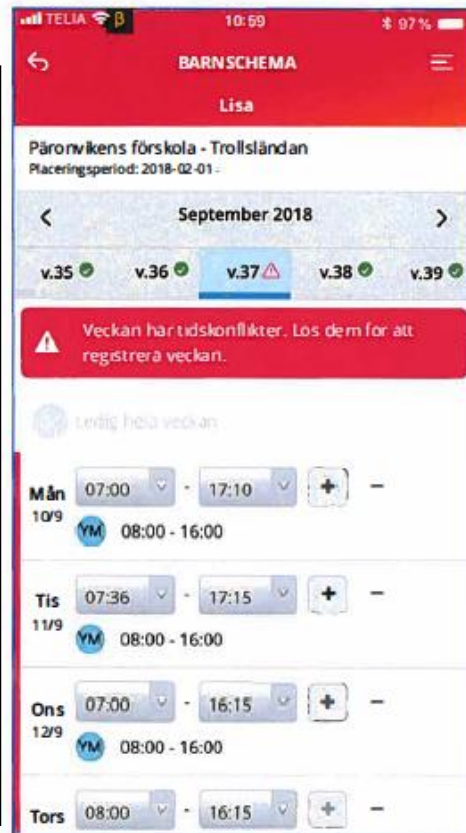 TELIA β 10:59 97%
BARNSCHEMA
Lisa
Päronvikens förskola - Trollsländan
Placeringsperiod: 2018-02-01 -
< September 2018 >
v.35 v.36 v.37 v.38 v.39
Veckan har tidskonflikter. Lös dem för att
registrera veckan.
Ledig hela veckan
Mån 07:00 - 17:10 + -
10/9 YM 08:00 - 16:00
Tis 07:36 - 17:15 + -
11/9 YM 08:00 - 16:00
Ons 07:00 - 16:15 + -
12/9 YM 08:00 - 16:00
Tors 08:00 - 16:15 + -